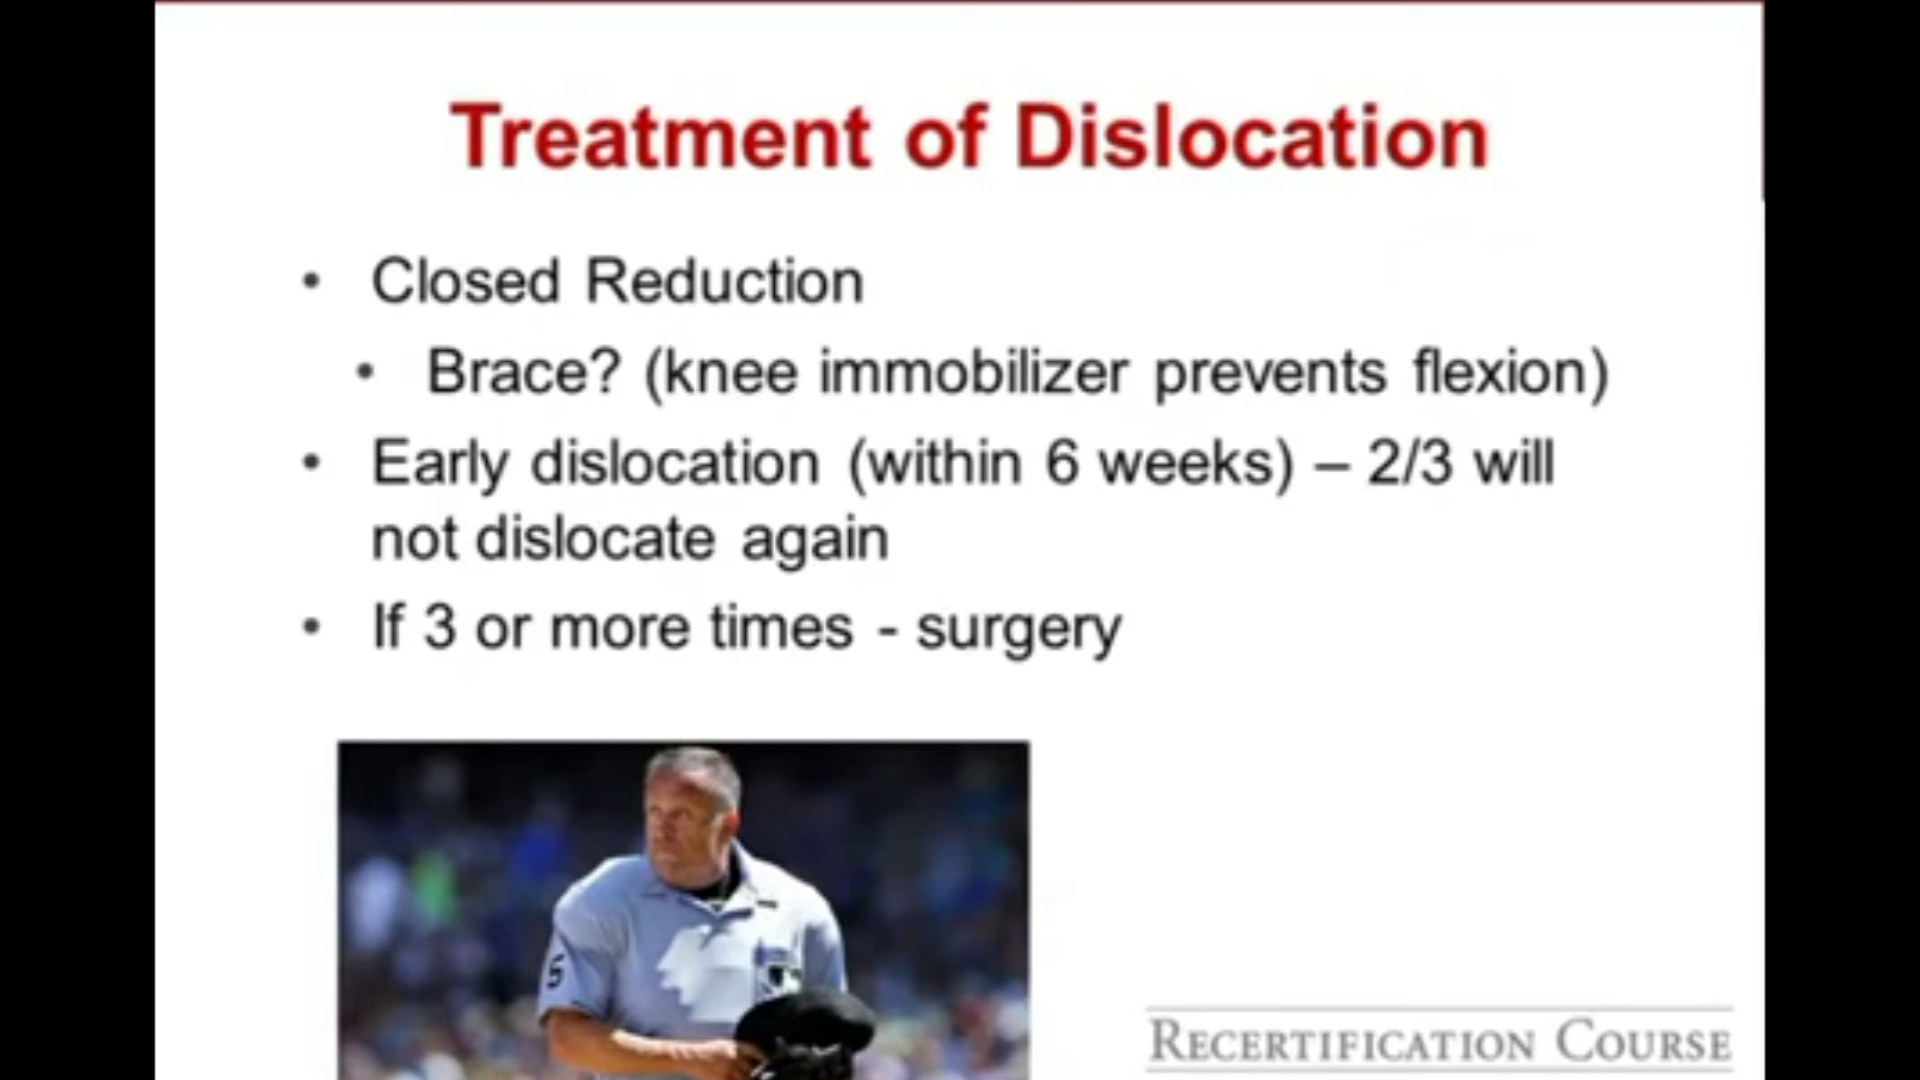 Treatment of Dislocation
• Closed Reduction
• Brace? (knee immobilizer prevents flexion)
• Early dislocation (within 6 weeks) – 2/3 will
not dislocate again
• If 3 or more times - surgery
5
RECERTIFICATION COURSE